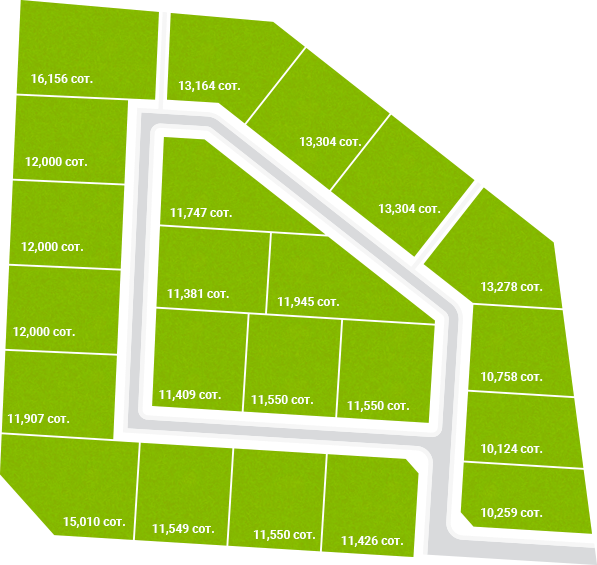 16,156 сот.
13,164 сот.
13,304 сот.
12,000 сот.
13,304 сот.
11,747 сот.
12,000 сот.
13,278 сот.
11,381 сот.
11,945 сот.
12,000 сот.
10,758 сот.
11,409 сот.
11,550 сот.
11,550 сот.
11,907 сот.
10,124 сот.
10,259 сот.
15,010 сот.
11,549 сот.
11,550 сот.
11,426 сот.